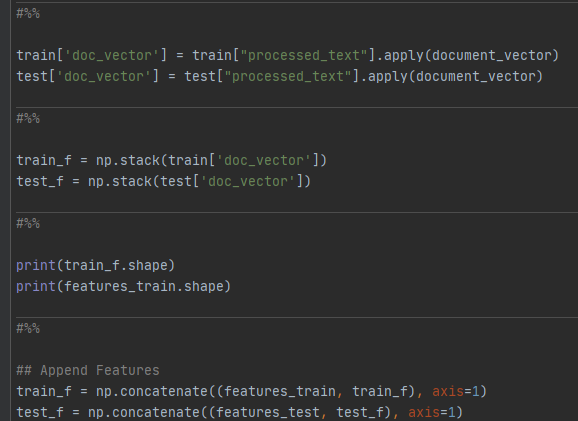 #%%
train['doc_vector'] = train["processed_text"].apply(document_vector)
test['doc_vector'] = test["processed_text"].apply(document_vector)
#%%
train_f = np.stack(train['doc_vector'])
test_f = np.stack(test['doc_vector'])
#%%
print(train_f.shape)
print(features_train.shape)
#%%
## Append Features
train_f = np.concatenate((features_train, train_f), axis=1)
test_f = np.concatenate((features_test, test_f), axis=1)